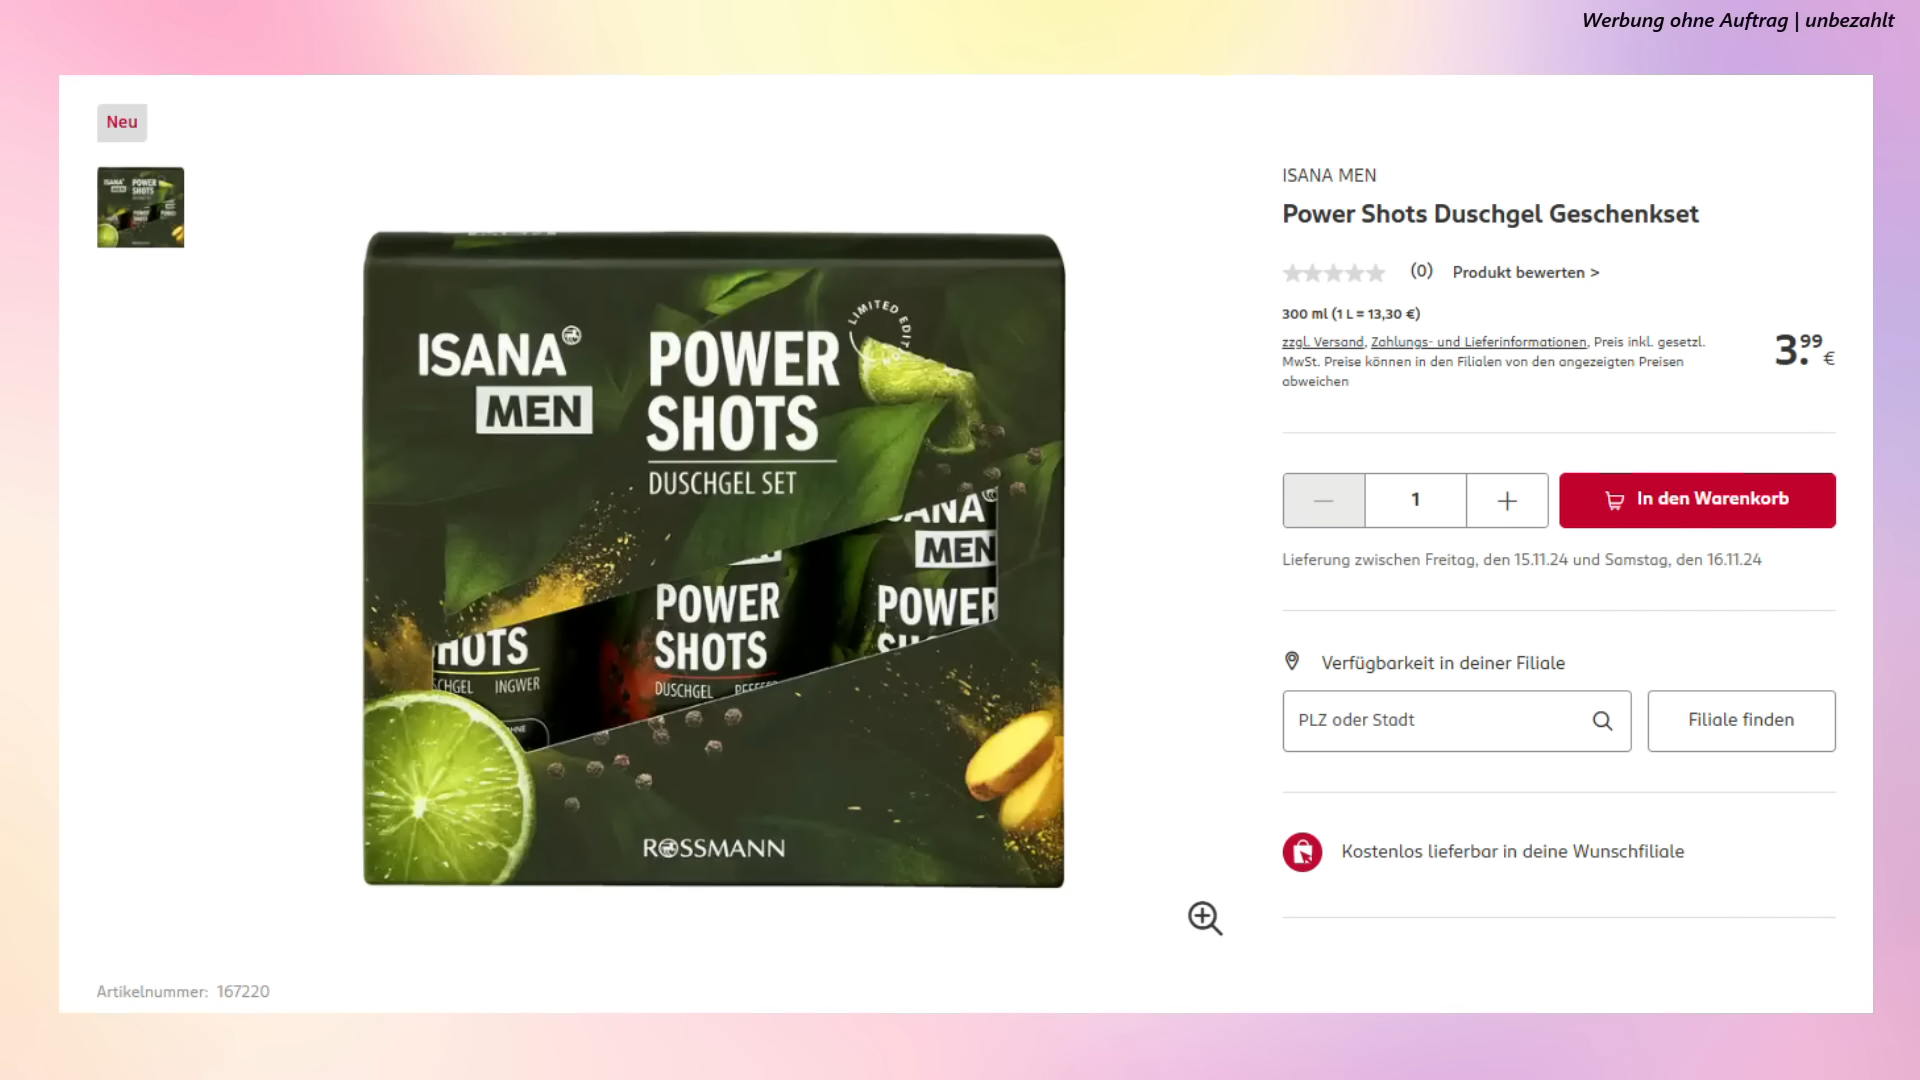 Werbung ohne Auftrag | unbezahlt
Neu
ISANA MEN
Power Shots Duschgel Geschenkset
(0) Produkt bewerten >
300 ml (1 L = 13,30 €)
zzgl. Versand, Zahlungs- und Lieferinformationen, Preis inkl. gesetzl.
MwSt. Preise können in den Filialen von den angezeigten Preisen
abweichen
3.99 €
1
In den Warenkorb
Lieferung zwischen Freitag, den 15.11.24 und Samstag, den 16.11.24
Verfügbarkeit in deiner Filiale
PLZ oder Stadt
Filiale finden
Kostenlos lieferbar in deine Wunschfiliale
ISANA
MEN
POWER
SHOTS
DUSCHGEL SET
LIMITED
MEN
POWER
SHOTS
DUSCHGEL
POWER
INGWER
ROSSMANN
Artikelnummer: 167220